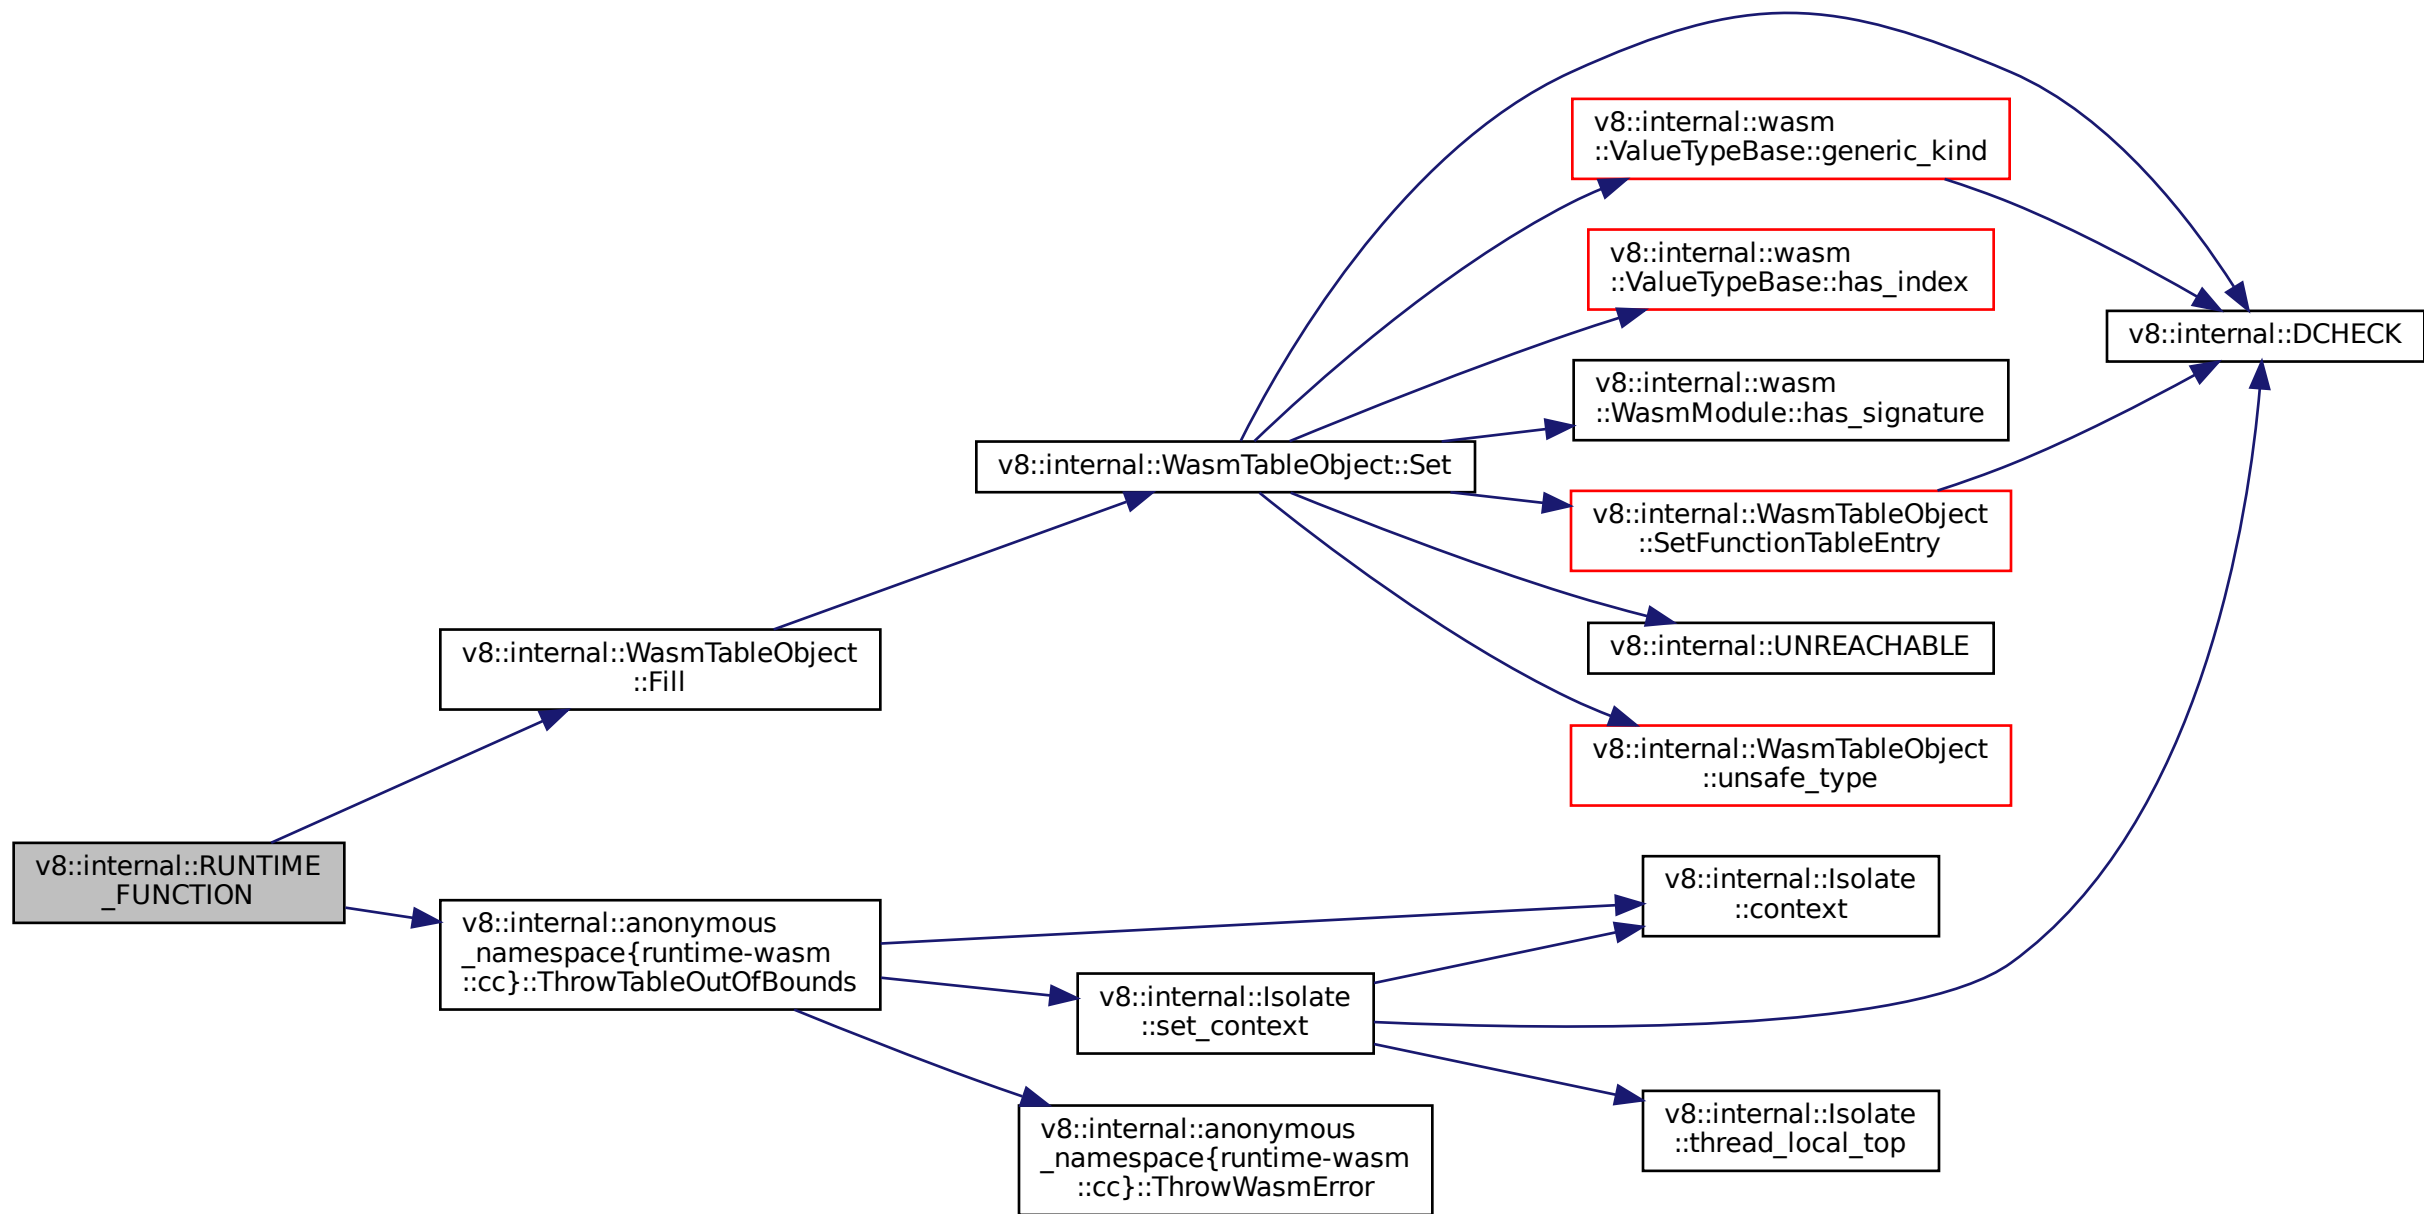 v8::internal::RUNTIME
_FUNCTION
v8::internal::WasmTableObject
::Fill
v8::internal::anonymous
_namespace{runtime-wasm
::cc}::ThrowTableOutOfBounds
v8::internal::WasmTableObject::Set
v8::internal::Isolate
::set_context
v8::internal::anonymous
_namespace{runtime-wasm
::cc}::ThrowWasmError
v8::internal::wasm
::ValueTypeBase::generic_kind
v8::internal::wasm
::ValueTypeBase::has_index
v8::internal::wasm
::WasmModule::has_signature
v8::internal::WasmTableObject
::SetFunctionTableEntry
v8::internal::UNREACHABLE
v8::internal::WasmTableObject
::unsafe_type
v8::internal::Isolate
::context
v8::internal::Isolate
::thread_local_top
v8::internal::DCHECK